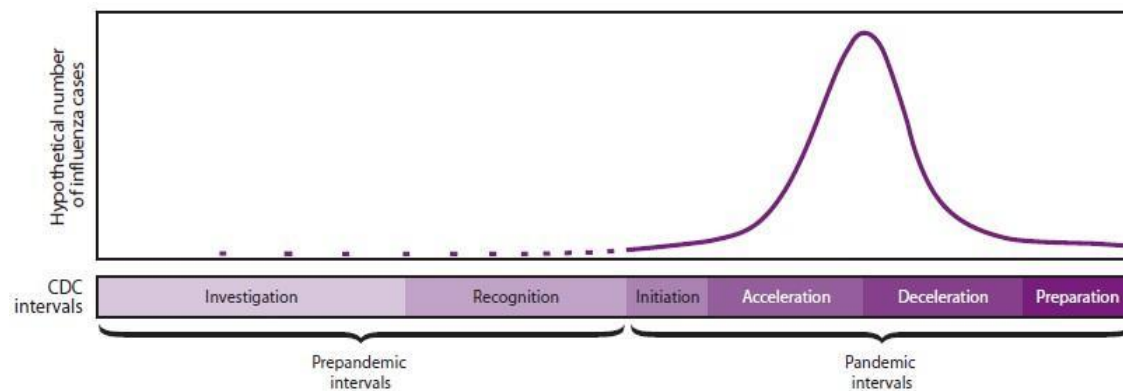 Hypothetical number
of influenza cases
CDC
intervals
Investigation
Recognition
Initiation
Acceleration
Deceleration
Preparation
Prepandemic
intervals
Pandemic
intervals